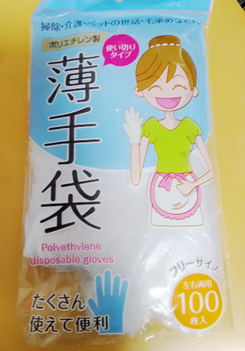 掃除・介護・ペットの世話・毛染めなどに
ポリエチレン製
使い切り
タイプ
薄手袋
Polyethylene
disposable gloves
たくさん
使えて便利
フリーサイズ
左右両用
100
枚入